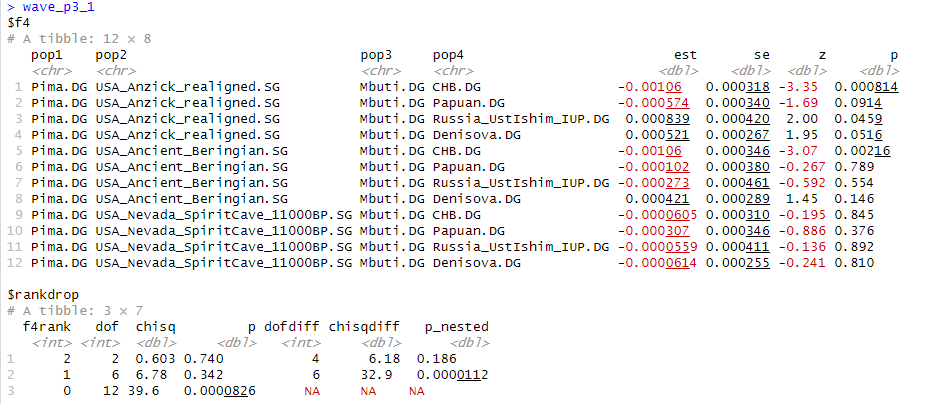 > wave_p3_1
$f4
# A tibble: 12 × 8
pop1 pop2 pop3 pop4 est se z p
<chr> <chr> <chr> <chr> <dbl> <dbl> <dbl> <dbl>
1 Pima.DG USA_Anzick_realigned.SG Mbuti.DG CHB.DG -0.00106 0.000318 -3.35 0.000814
2 Pima.DG USA_Anzick_realigned.SG Mbuti.DG Papuan.DG -0.000574 0.000340 -1.69 0.0914
3 Pima.DG USA_Anzick_realigned.SG Mbuti.DG Russia_UstIshim_IUP.DG 0.000839 0.000420 2.00 0.0459
4 Pima.DG USA_Anzick_realigned.SG Mbuti.DG Denisova.DG 0.000521 0.000267 1.95 0.0516
5 Pima.DG USA_Ancient_Beringian.SG Mbuti.DG CHB.DG -0.00106 0.000346 -3.07 0.00216
6 Pima.DG USA_Ancient_Beringian.SG Mbuti.DG Papuan.DG -0.000102 0.000380 -0.267 0.789
7 Pima.DG USA_Ancient_Beringian.SG Mbuti.DG Russia_UstIshim_IUP.DG -0.000273 0.000461 -0.592 0.554
8 Pima.DG USA_Ancient_Beringian.SG Mbuti.DG Denisova.DG 0.000421 0.000289 1.45 0.146
9 Pima.DG USA_Nevada_SpiritCave_11000BP.SG Mbuti.DG CHB.DG -0.0000605 0.000310 -0.195 0.845
10 Pima.DG USA_Nevada_SpiritCave_11000BP.SG Mbuti.DG Papuan.DG -0.000307 0.000346 -0.886 0.376
11 Pima.DG USA_Nevada_SpiritCave_11000BP.SG Mbuti.DG Russia_UstIshim_IUP.DG -0.0000559 0.000411 -0.136 0.892
12 Pima.DG USA_Nevada_SpiritCave_11000BP.SG Mbuti.DG Denisova.DG -0.0000614 0.000255 -0.241 0.810
$rankdrop
# A tibble: 3 × 7
f4rank dof chisq p dofdiff chisqdiff p_nested
<int> <int> <dbl> <dbl> <int> <dbl> <dbl>
1 2 2 0.603 0.740 4 6.18 0.186
2 1 6 6.78 0.342 6 32.9 0.0000112
3 0 12 39.6 0.0000826 NA NA NA